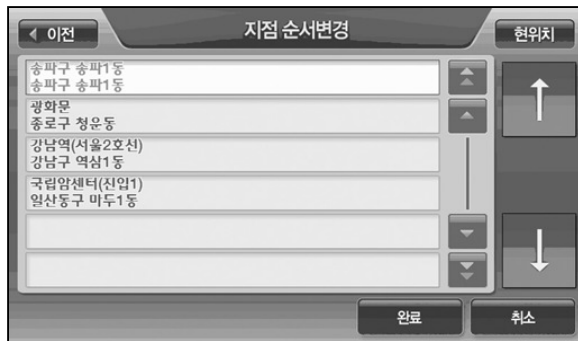 이전
지점 순서변경
현위치
송파구 송파1동
송파구 송파1동
광화문
종로구 청운동
강남역(서울2호선)
강남구 역삼1동
국립암센터(진입1)
일산동구 마두1동
완료
취소